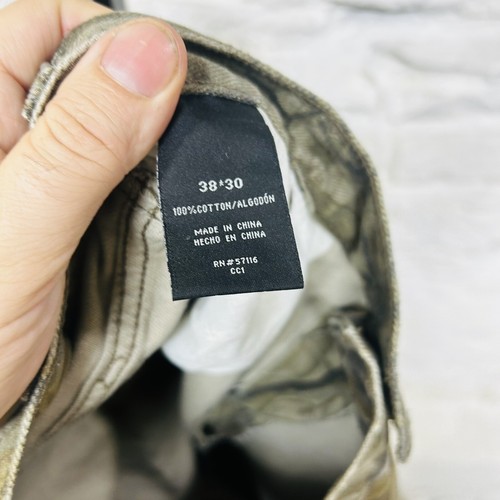 38*30
100%COTTON/ALGODÓN
MADE IN CHINA
HECHO EN CHINA
RN#57116
CC1